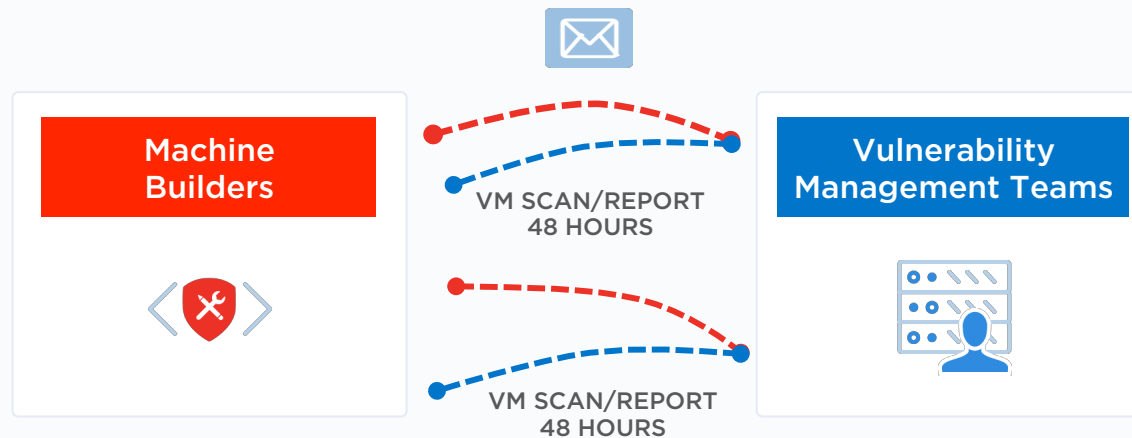 Machine
Builders
VM SCAN/REPORT
48 HOURS
VM SCAN/REPORT
48 HOURS
Vulnerability
Management Teams